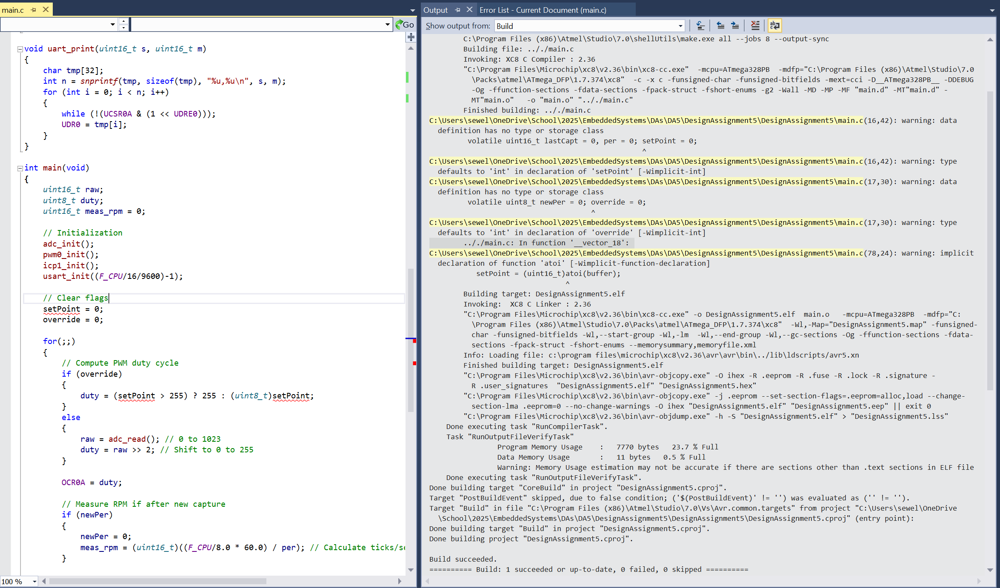 main.c
Go
void uart_print(uint16_t s, uint16_t m)
{
char tmp[32];
int n = snprintf(tmp, sizeof(tmp), "%u,%u\n", s, m);
for (int i = 0; i < n; i++)
{
while (!(UCSR0A & (1 << UDRE0)));
UDR0 = tmp[i];
}
}
int main(void)
{
uint16_t raw;
uint8_t duty;
uint16_t meas_rpm = 0;
// Initialization
adc_init();
pwm0_init();
icp1_init();
usart_init((F_CPU/16/9600)-1);
// Clear flags
setPoint = 0;
override = 0;
for(;;)
{
// Compute PWM duty cycle
if (override)
{
duty = (setPoint > 255) ? 255 : (uint8_t)setPoint;
}
else
{
raw = adc_read(); // 0 to 1023
duty = raw >> 2; // Shift to 0 to 255
}
OCR0A = duty;
// Measure RPM if after new capture
if (newPer)
{
newPer = 0;
meas_rpm = (uint16_t)((F_CPU/8.0 * 60.0) / per); // Calculate ticks/se
}
100 %
Output Error List - Current Document (main.c)
Show output from: Build
C:\Program Files (x86)\Atmel\Studio\7.0\shellUtils\make.exe all --jobs 8 --output-sync
Building file: .././main.c
Invoking: XC8 C Compiler : 2.36
"C:\Program Files\Microchip\xc8\v2.36\bin\xc8-cc.exe"  -mcpu=ATmega328PB  -mdfp="C:\Program Files (x86)\Atmel\Studio\7.0
\Packs\atmel\ATmega_DFP\1.7.374\xc8"  -c -x c -funsigned-char -funsigned-bitfields -mext=cci -D__ATmega328PB__ -DDEBUG
-Og -ffunction-sections -fdata-sections -fpack-struct -fshort-enums -g2 -Wall -MD -MP -MF "main.d" -MT"main.d" -
MT"main.o"   -o "main.o" ".././main.c"
Finished building: .././main.c
C:\Users\sewel\OneDrive\School\2025\EmbeddedSystems\DAs\DA5\DesignAssignment5\DesignAssignment5\main.c(16,42): warning: data
definition has no type or storage class
volatile uint16_t lastCapt = 0, per = 0; setPoint = 0;
^
C:\Users\sewel\OneDrive\School\2025\EmbeddedSystems\DAs\DA5\DesignAssignment5\DesignAssignment5\main.c(16,42): warning: type
defaults to 'int' in declaration of 'setPoint' [-Wimplicit-int]
C:\Users\sewel\OneDrive\School\2025\EmbeddedSystems\DAs\DA5\DesignAssignment5\DesignAssignment5\main.c(17,30): warning: data
definition has no type or storage class
volatile uint8_t newPer = 0; override = 0;
^
C:\Users\sewel\OneDrive\School\2025\EmbeddedSystems\DAs\DA5\DesignAssignment5\DesignAssignment5\main.c(17,30): warning: type
defaults to 'int' in declaration of 'override' [-Wimplicit-int]
.././main.c: In function '__vector_18':
C:\Users\sewel\OneDrive\School\2025\EmbeddedSystems\DAs\DA5\DesignAssignment5\DesignAssignment5\main.c(78,24): warning: implicit
declaration of function 'atoi' [-Wimplicit-function-declaration]
setPoint = (uint16_t)atoi(buffer);
^
Building target: DesignAssignment5.elf
Invoking:  XC8 C Linker : 2.36
"C:\Program Files\Microchip\xc8\v2.36\bin\xc8-cc.exe" -o DesignAssignment5.elf  main.o   -mcpu=ATmega328PB  -mdfp="C:
\Program Files (x86)\Atmel\Studio\7.0\Packs\atmel\ATmega_DFP\1.7.374\xc8"  -Wl,-Map="DesignAssignment5.map" -funsigned-
char -funsigned-bitfields -Wl,--start-group -Wl,-lm  -Wl,--end-group -Wl,--gc-sections -Og -ffunction-sections -fdata-
sections -fpack-struct -fshort-enums --memorysummary,memoryfile.xml
Info: Loading file: c:\program files\microchip\xc8\v2.36\avr\avr\bin\../lib\ldscripts/avr5.xn
Finished building target: DesignAssignment5.elf
"C:\Program Files\Microchip\xc8\v2.36\bin\avr-objcopy.exe" -O ihex -R .eeprom -R .fuse -R .lock -R .signature -
R .user_signatures  "DesignAssignment5.elf" "DesignAssignment5.hex"
"C:\Program Files\Microchip\xc8\v2.36\bin\avr-objcopy.exe" -j .eeprom --set-section-flags=.eeprom=alloc,load --change-
section-lma .eeprom=0 --no-change-warnings -O ihex "DesignAssignment5.elf" "DesignAssignment5.eep" || exit 0
"C:\Program Files\Microchip\xc8\v2.36\bin\avr-objdump.exe" -h -S "DesignAssignment5.elf" > "DesignAssignment5.lss"
Done executing task "RunCompilerTask".
Task "RunOutputFileVerifyTask"
Program Memory Usage : 7770 bytes 23.7 % Full
Data Memory Usage : 11 bytes 0.5 % Full
Warning: Memory Usage estimation may not be accurate if there are sections other than .text sections in ELF file
Done executing task "RunOutputFileVerifyTask".
Done building target "CoreBuild" in project "DesignAssignment5.cproj".
Target "PostBuildEvent" skipped, due to false condition; ('$(PostBuildEvent)' != '') was evaluated as ('' != '').
Target "Build" in file "C:\Program Files (x86)\Atmel\Studio\7.0\Vs\Avr.common.targets" from project "C:\Users\sewel\OneDrive
\School\2025\EmbeddedSystems\DAs\DA5\DesignAssignment5\DesignAssignment5\DesignAssignment5.cproj" (entry point):
Done building target "Build" in project "DesignAssignment5.cproj".
Done building project "DesignAssignment5.cproj".
Build succeeded.
========== Build: 1 succeeded or up-to-date, 0 failed, 0 skipped ==========